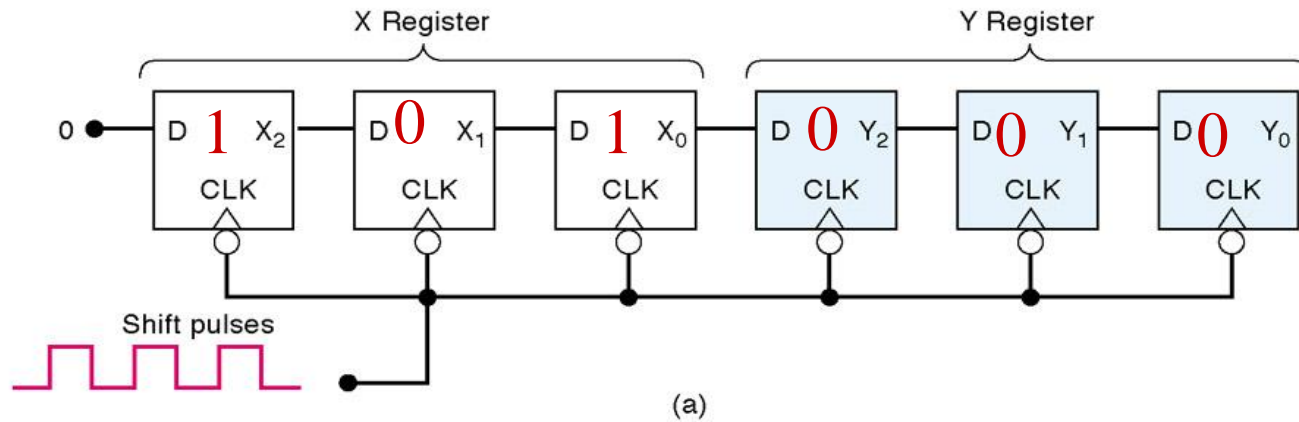 X Register Y Register
0 D 1 X₂ D 0 X₁ D 1 X₀ D 0 Y₂ D 0 Y₁ D 0 Y₀
CLK CLK CLK CLK CLK CLK
Shift pulses
(a)